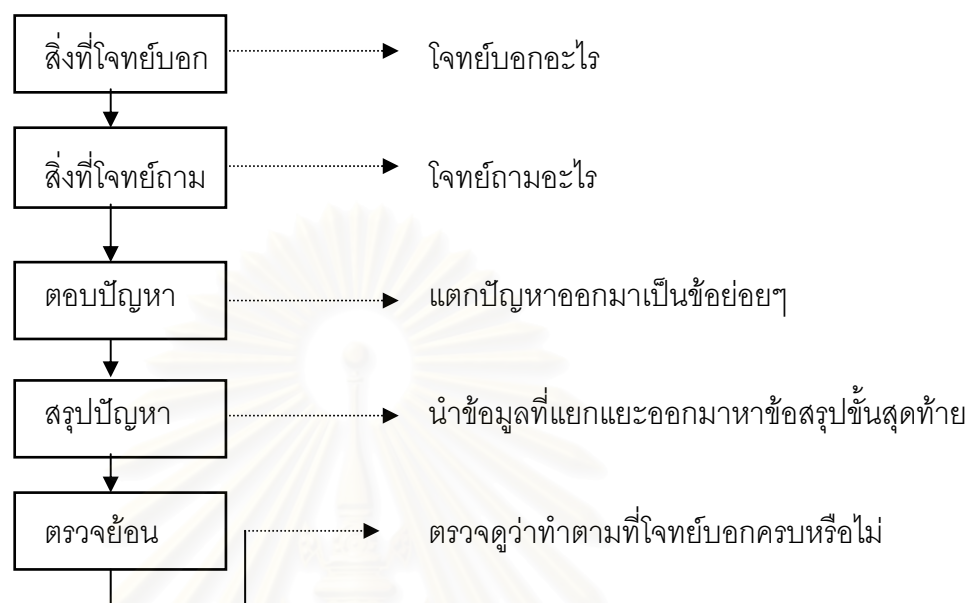 สิ่งที่โจทย์บอก โจทย์บอกอะไร
สิ่งที่โจทย์ถาม โจทย์ถามอะไร
ตอบปัญหา แตกปัญหาออกมาเป็นข้อย่อยๆ
สรุปปัญหา นำข้อมูลที่แยกแยะออกมาหาข้อสรุปขั้นสุดท้าย
ตรวจย้อน ตรวจดูว่าทำตามที่โจทย์บอกครบหรือไม่